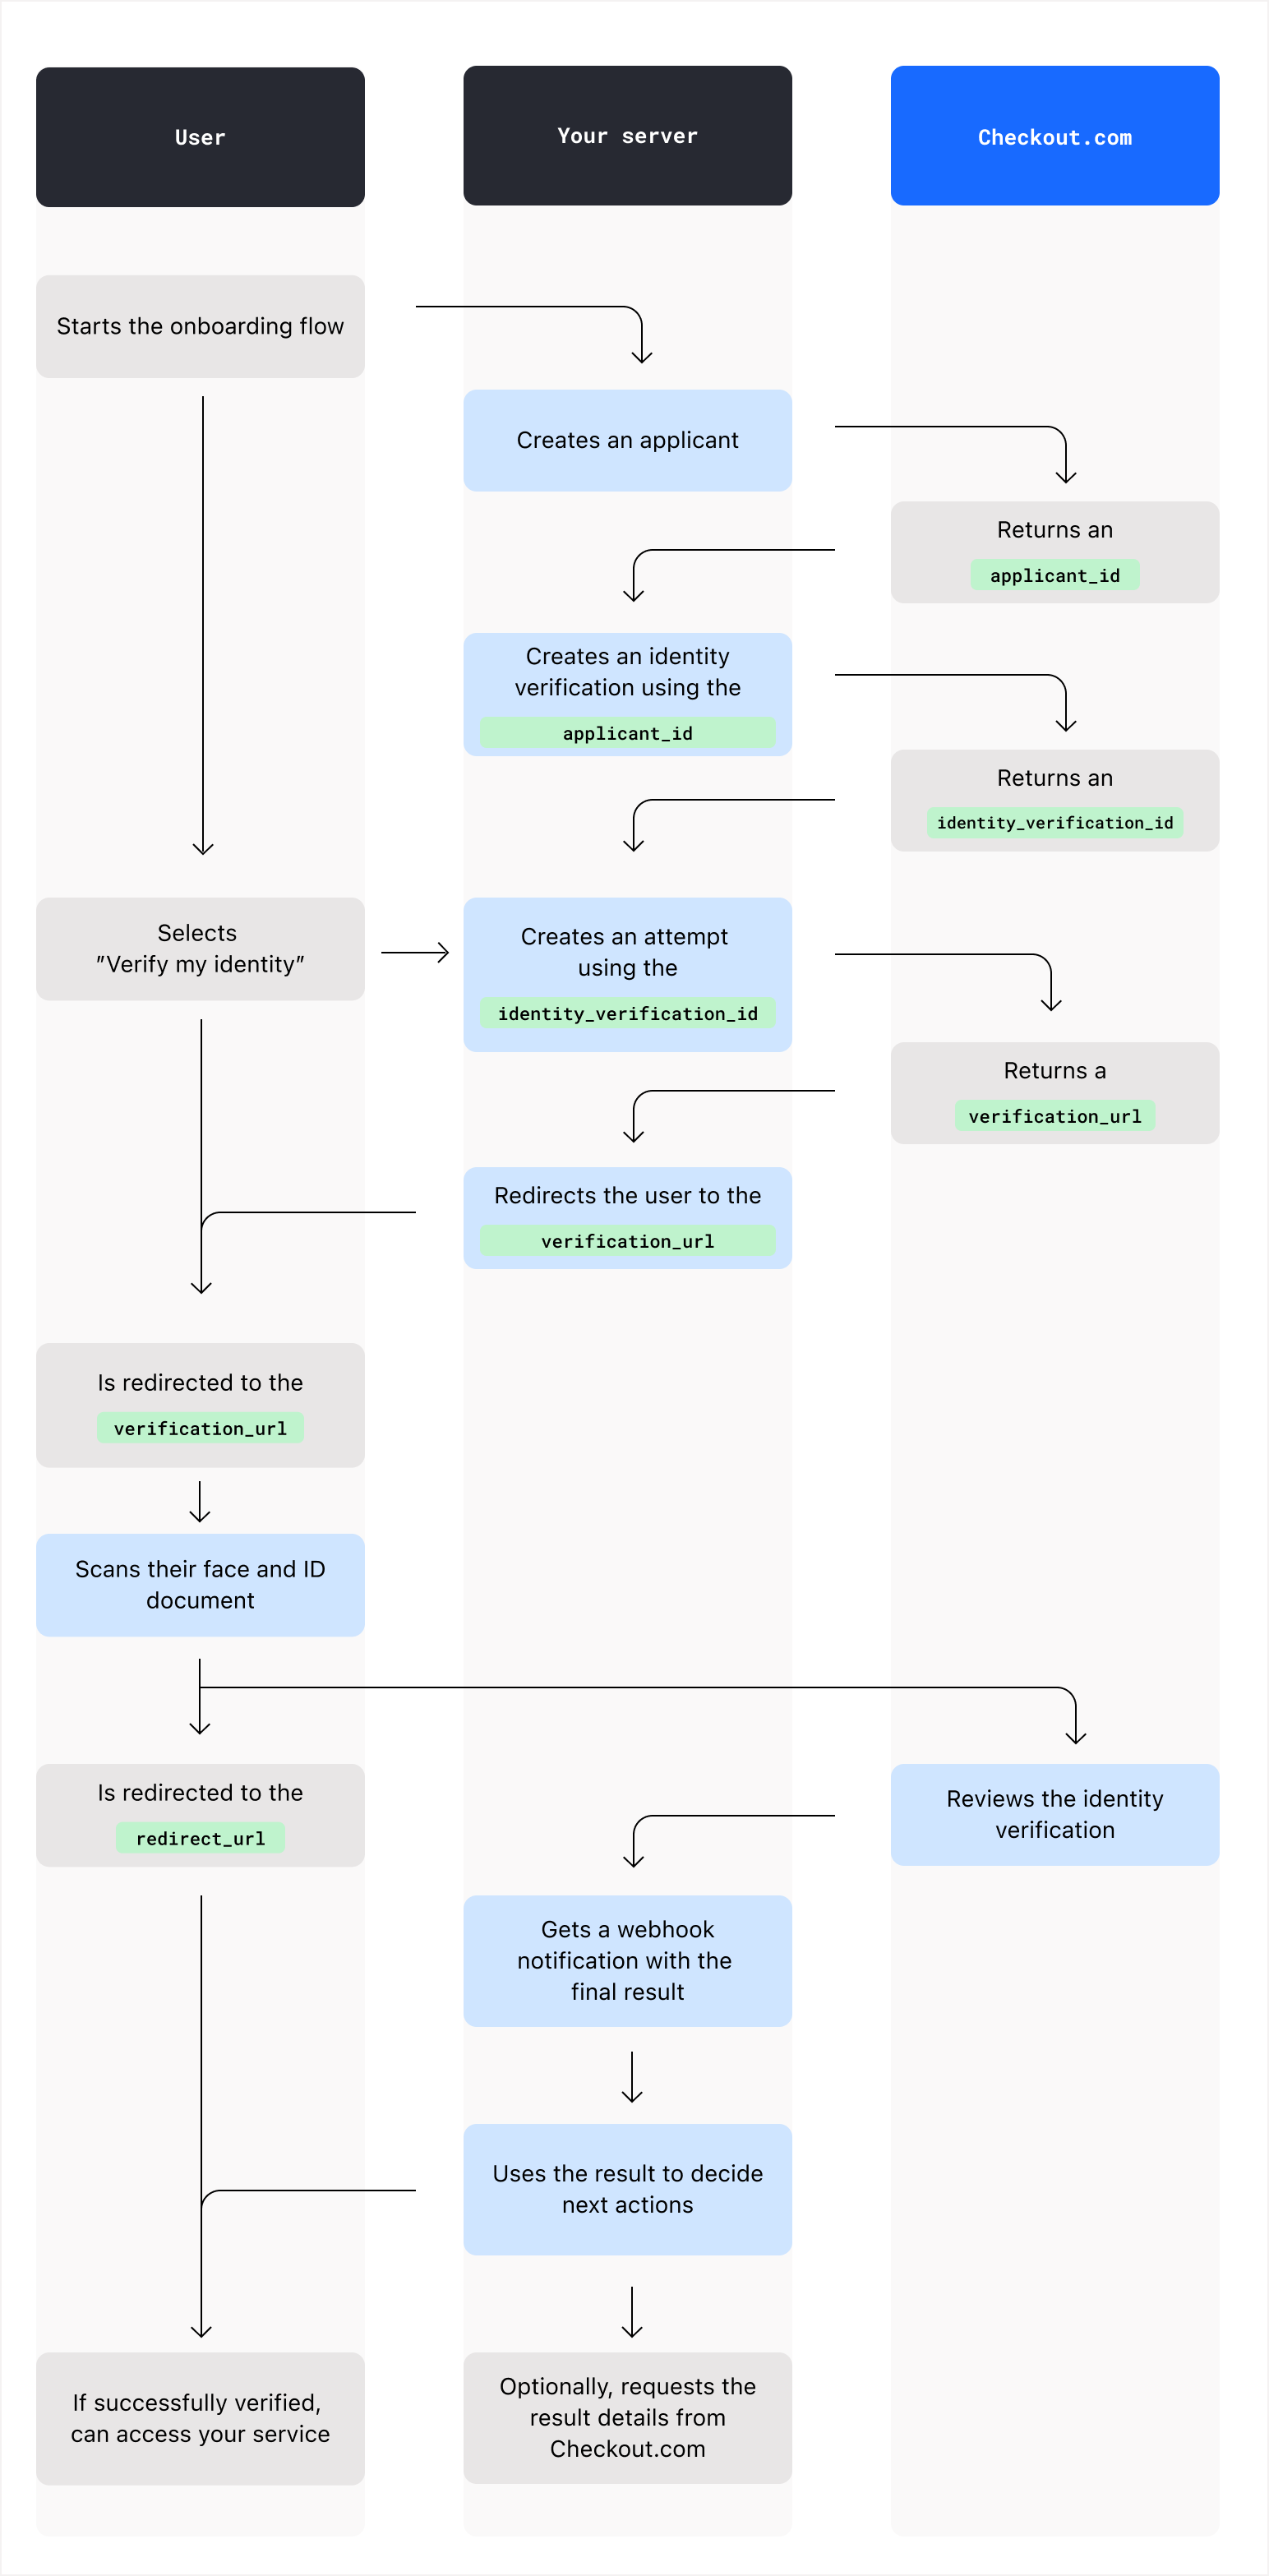 User
Your server
Checkout.com
Starts the onboarding flow
Creates an applicant
Returns an
applicant_id
Creates an identity
verification using the
applicant_id
Returns an
identity_verification_id
Selects
”Verify my identity”
Creates an attempt
using the
identity_verification_id
Returns a
verification_url
Redirects the user to the
verification_url
Is redirected to the
verification_url
Scans their face and ID
document
Is redirected to the
redirect_url
Reviews the identity
verification
Gets a webhook
notification with the
final result
Uses the result to decide
next actions
If successfully verified,
can access your service
Optionally, requests the
result details from
Checkout.com